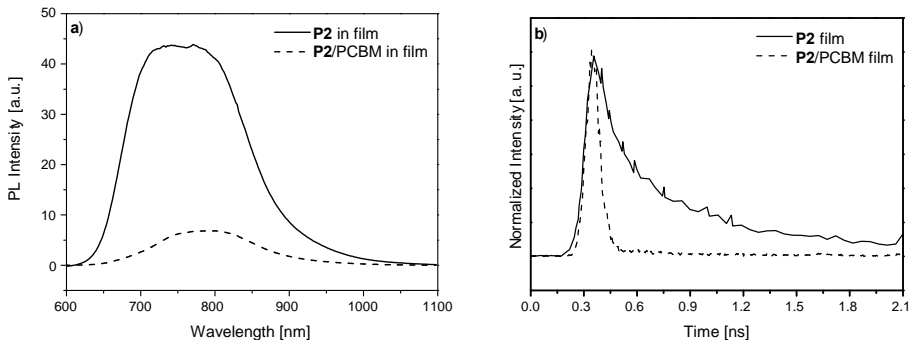 a)
P2 in film
P2/PCBM in film
PL Intensity [a.u.]
50
40
30
20
10
0
600 700 800 900 1000 1100
Wavelength [nm]
b)
P2 film
P2/PCBM film
Normalized Intensity [a. u.]
0.0 0.3 0.6 0.9 1.2 1.5 1.8 2.1
Time [ns]